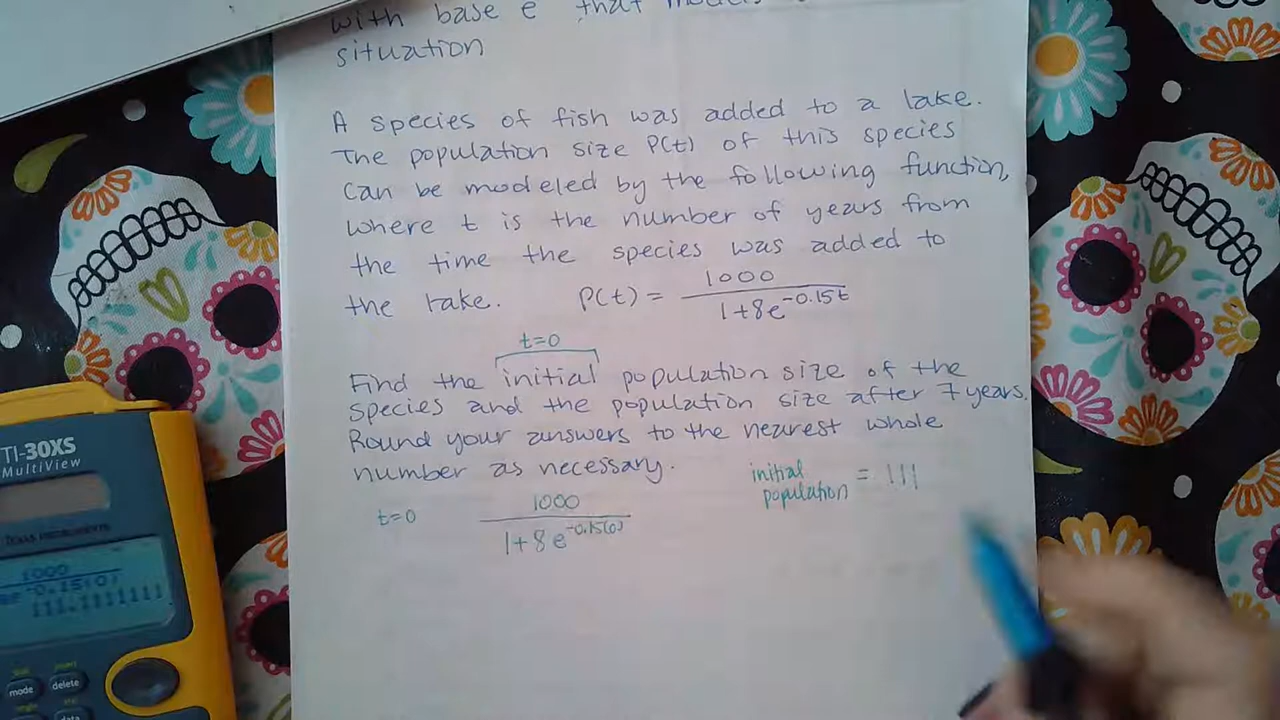 with base e that models
situation
A species of fish was added to a lake.
The population size P(t) of this species
can be modeled by the following function,
where t is the number of years from
the time the species was added to
the lake. P(t) = 1000 / 1+8e^-0.15t
t=0
Find the initial population size of the
species and the population size after 7 years.
Round your answers to the nearest whole
number as necessary.
initial population = 111
t=0 1000 / 1+8e^-0.15(0)
TI-30XS
MultiView
TEXAS INSTRUMENTS
1000
-0.15(0)
111.1111111
mode
delete